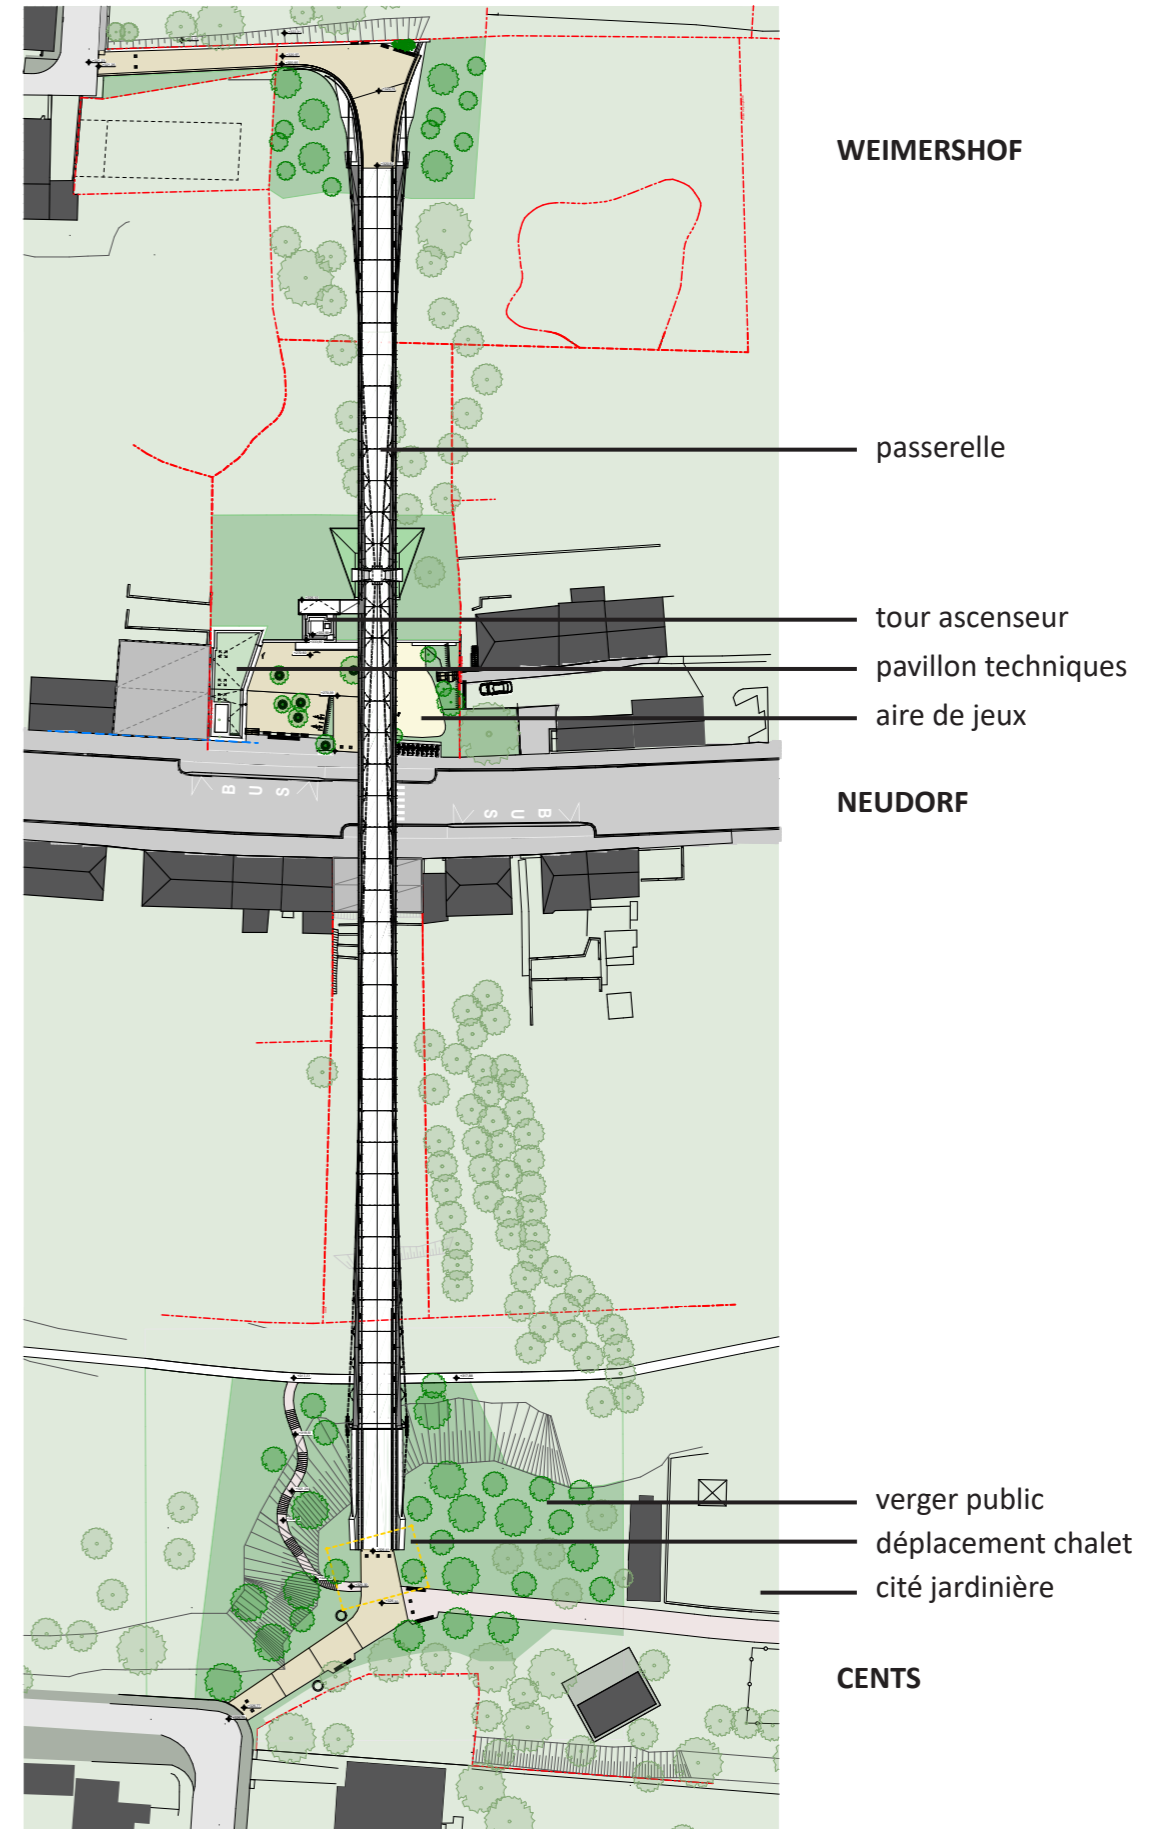 WEIMERSHOF
passerelle
tour ascenseur
pavillon techniques
aire de jeux
BUS
BUS
NEUDORF
verger public
déplacement chalet
cité jardinière
CENTS